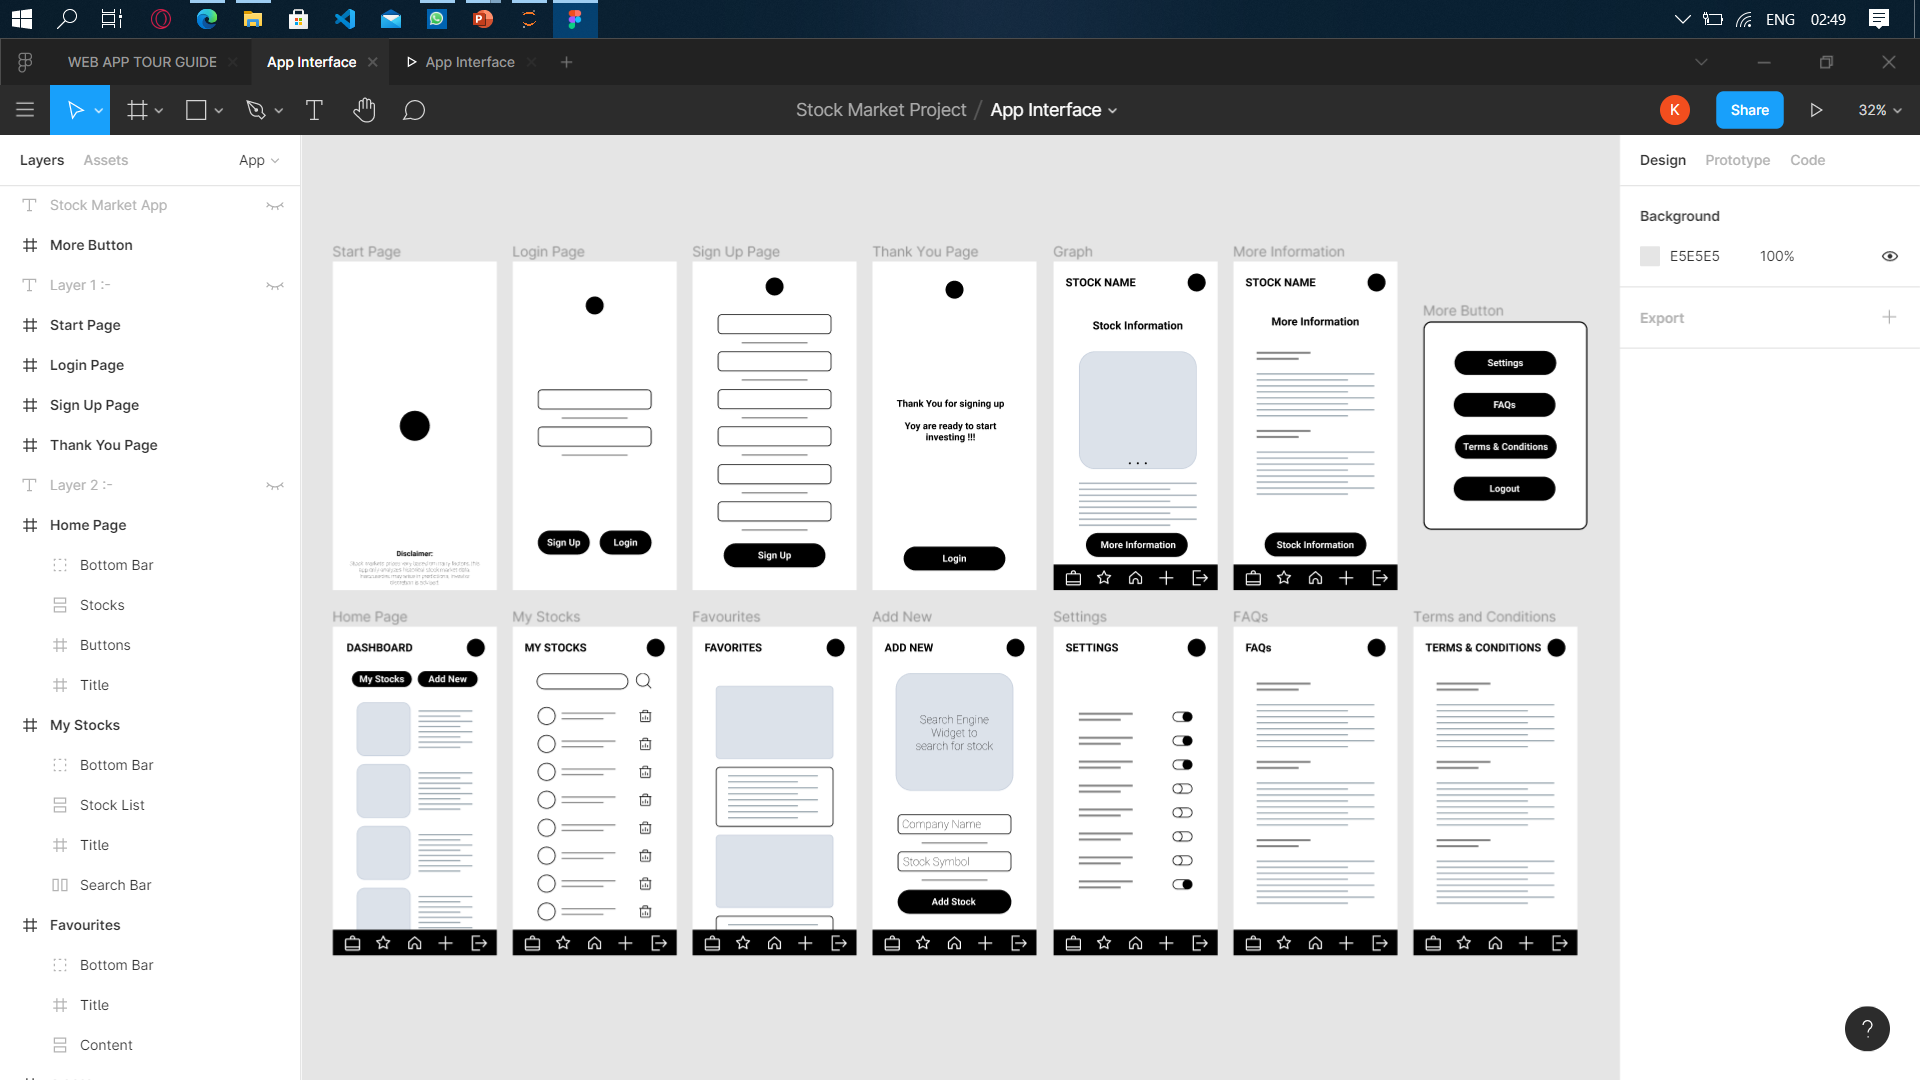 ENG 02:49
WEB APP TOUR GUIDE
App Interface
App Interface
Stock Market Project / App Interface
K
Share
32%
Layers
Assets
App
Stock Market App
More Button
Layer 1 :-
Start Page
Login Page
Sign Up Page
Thank You Page
Layer 2 :-
Home Page
Bottom Bar
Stocks
Buttons
Title
My Stocks
Bottom Bar
Stock List
Title
Search Bar
Favourites
Bottom Bar
Title
Content
Start Page
Disclaimer:
Login Page
Sign Up
Login
Sign Up Page
Sign Up
Thank You Page
Thank You for signing up
Yoy are ready to start
investing !!!
Login
Graph
STOCK NAME
Stock Information
...
More Information
More Information
STOCK NAME
More Information
Stock Information
More Button
Settings
FAQs
Terms & Conditions
Logout
Home Page
DASHBOARD
My Stocks
Add New
My Stocks
MY STOCKS
Favourites
FAVORITES
Add New
ADD NEW
Search Engine
Widget to
search for stock
Company Name
Stock Symbol
Add Stock
Settings
SETTINGS
FAQs
FAQs
Terms and Conditions
TERMS & CONDITIONS
Design
Prototype
Code
Background
E5E5E5
100%
Export
?